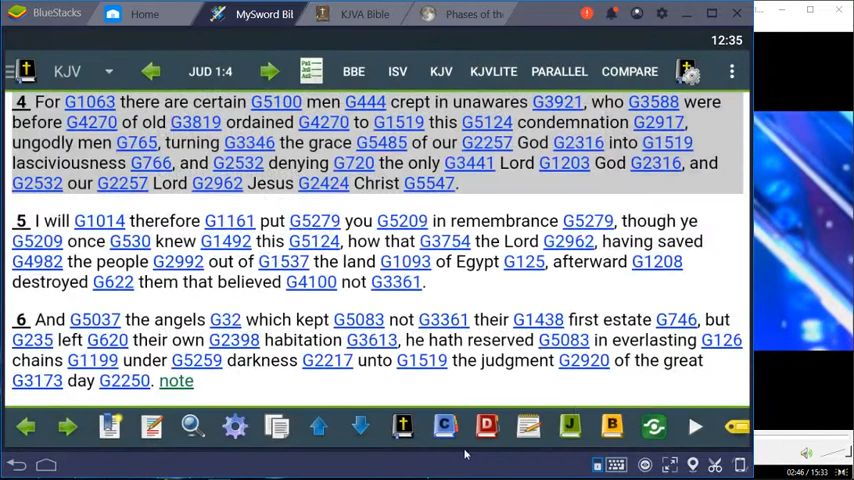 BlueStacks
Home
MySword Bil
KJVA Bible
Phases of the
12:35
KJV
JUD 1:4
BBE
ISV
KJV
KJVLITE
PARALLEL
COMPARE
4 For G1063 there are certain G5100 men G444 crept in unawares G3921, who G3588 were
before G4270 of old G3819 ordained G4270 to G1519 this G5124 condemnation G2917,
ungodly men G765, turning G3346 the grace G5485 of our G2257 God G2316 into G1519
lasciviousness G766, and G2532 denying G720 the only G3441 Lord G1203 God G2316, and
G2532 our G2257 Lord G2962 Jesus G2424 Christ G5547.
5 I will G1014 therefore G1161 put G5279 you G5209 in remembrance G5279, though ye
G5209 once G530 knew G1492 this G5124, how that G3754 the Lord G2962, having saved
G4982 the people G2992 out of G1537 the land G1093 of Egypt G125, afterward G1208
destroyed G622 them that believed G4100 not G3361.
6 And G5037 the angels G32 which kept G5083 not G3361 their G1438 first estate G746, but
G235 left G620 their own G2398 habitation G3613, he hath reserved G5083 in everlasting G126
chains G1199 under G5259 darkness G2217 unto G1519 the judgment G2920 of the great
G3173 day G2250. note
C
D
J
B
02:46 / 15:33